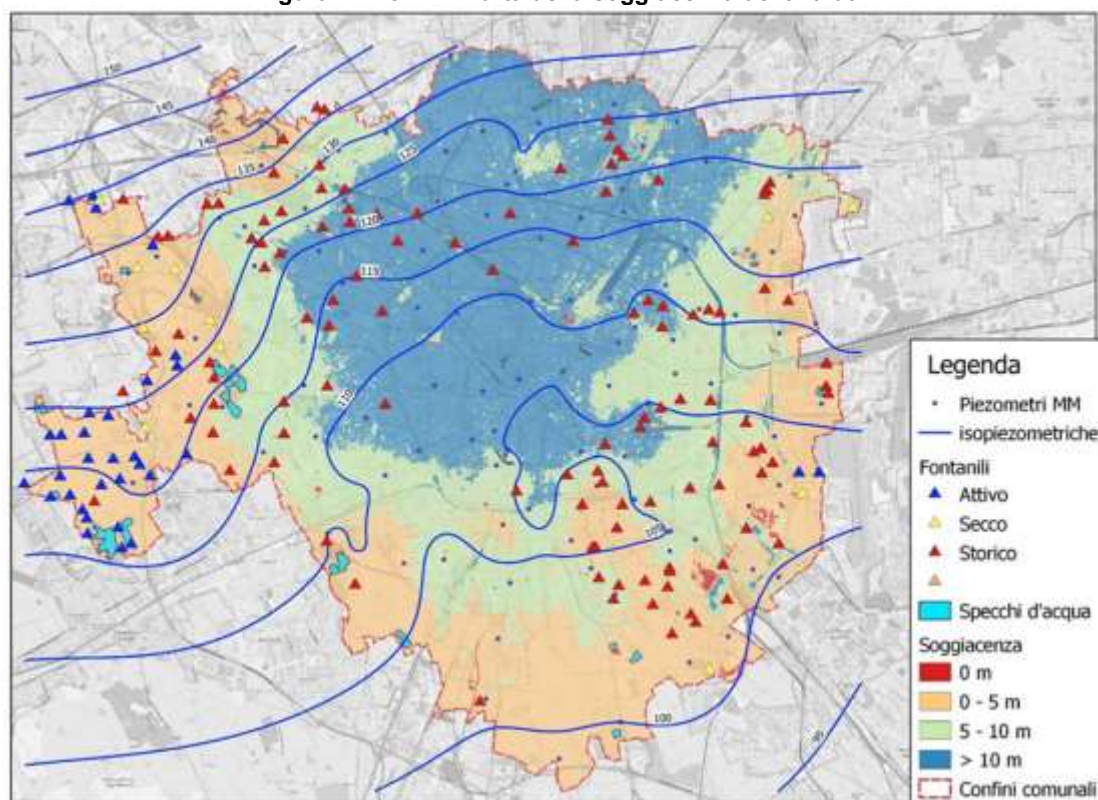 150
145
140
135
130
125
120
115
110
105
100
95
Legenda
Piezometri MM
isopiezometriche
Fontanili
Attivo
Secco
Storico
Specchi d'acqua
Soggiacenza
0 m
0 - 5 m
5 - 10 m
> 10 m
Confini comunali